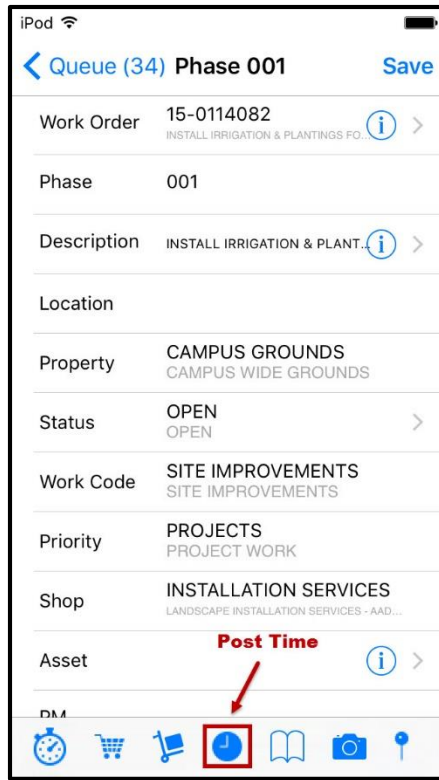 iPod
Queue (34) Phase 001 Save
Work Order 15-0114082
INSTALL IRRIGATION & PLANTINGS FO...
Phase 001
Description INSTALL IRRIGATION & PLANT...
Location
Property CAMPUS GROUNDS
CAMPUS WIDE GROUNDS
Status OPEN
OPEN
Work Code SITE IMPROVEMENTS
SITE IMPROVEMENTS
Priority PROJECTS
PROJECT WORK
Shop INSTALLATION SERVICES
LANDSCAPE INSTALLATION SERVICES - AAD...
Post Time
Asset
PM